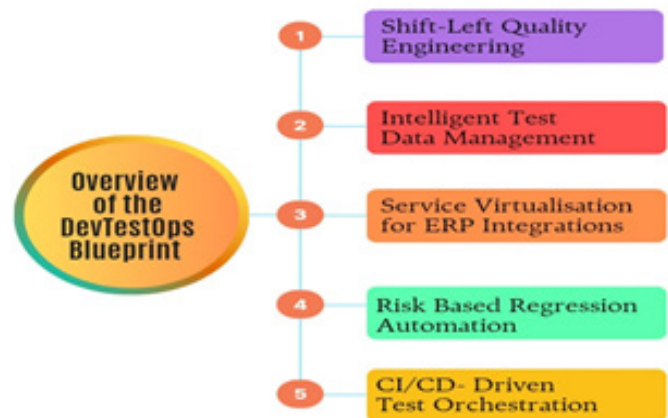 Overview
of the
DevTestOps
Blueprint
1
Shift-Left Quality
Engineering
2
Intelligent Test
Data Management
3
Service Virtualisation
for ERP Integrations
4
Risk Based Regression
Automation
5
CI/CD- Driven
Test Orchestration